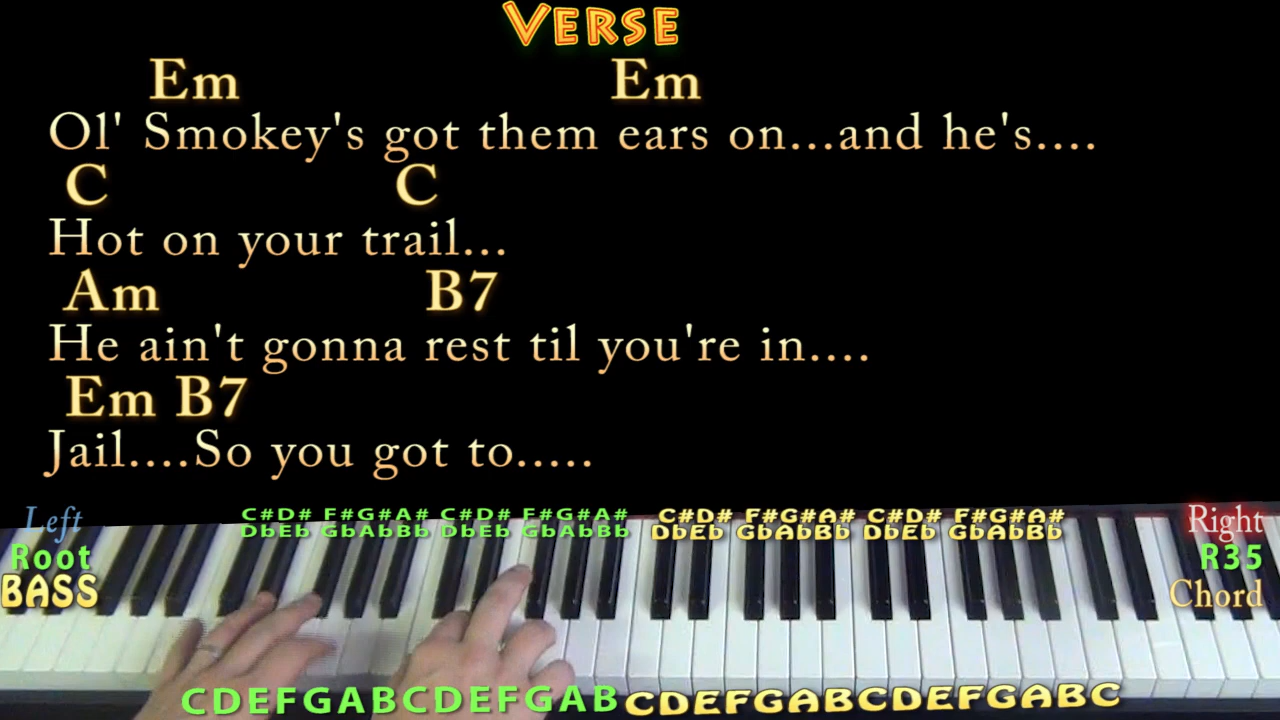 VERSE
Em Em
Ol' Smokey's got them ears on...and he's....
C C
Hot on your trail...
Am B7
He ain't gonna rest til you're in....
Em B7
Jail....So you got to.....
Left
Root
BASS
C#D# F#G#A# C#D# F#G#A# C#D# F#G#A# C#D# F#G#A#
DbEb GbAbBb DbEb GbAbBb DbEb GbAbBb DbEb GbAbBb
Right
R35
Chord
CDEFGABCDEFGAB CDEFGABCDEFGABC